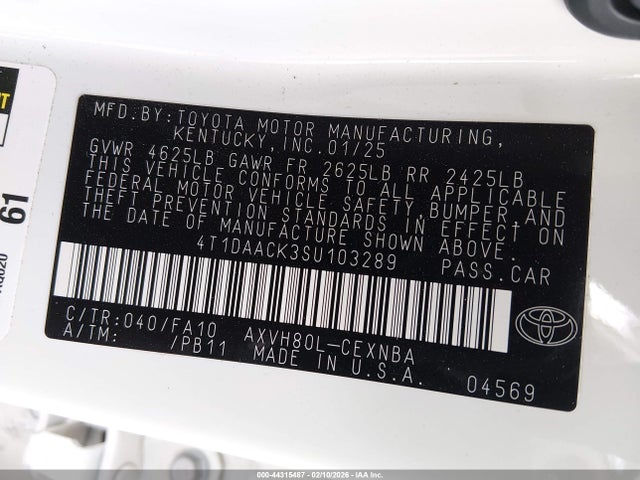 MFD.BY:TOYOTA MOTOR MANUFACTURING,
KENTUCKY,INC.01/25
GVWR 4625LB GAWR FR 2625LB RR 2425LB
THIS VEHICLE CONFORMS TO ALL APPLICABLE
FEDERAL MOTOR VEHICLE SAFETY,BUMPER,AND
THEFT PREVENTION STANDARDS IN EFFECT ON
THE DATE OF MANUFACTURE SHOWN ABOVE.
4T1DAACK3SU103289 PASS.CAR
C/TR:040/FA10 AXVH80L-CEXNBA
A/TM: /PB11 MADE IN U.S.A. 04569
61
000-44315487 - 02/10/2026 - IAAI.COM